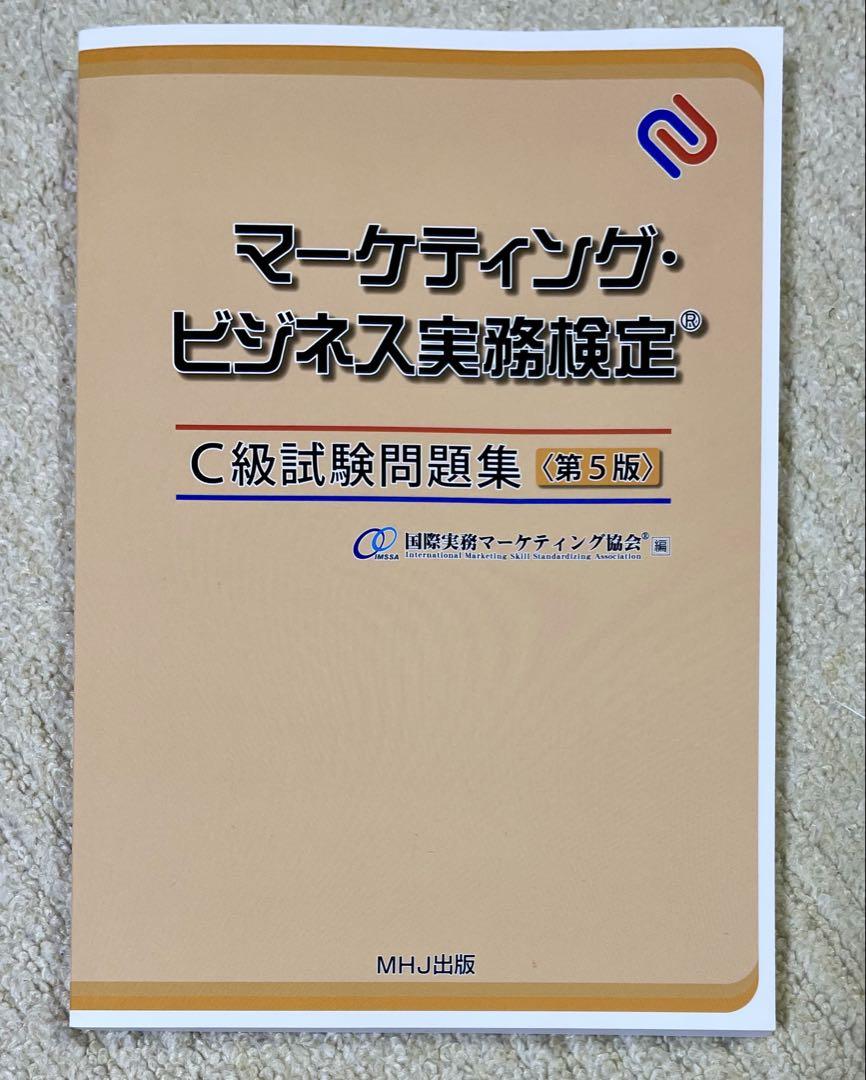 マーケティング・
ビジネス実務検定®
C級試験問題集〈第5版〉
IMSSA 国際実務マーケティング協会® 編
International Marketing Skill Standardizing Association
MHJ出版